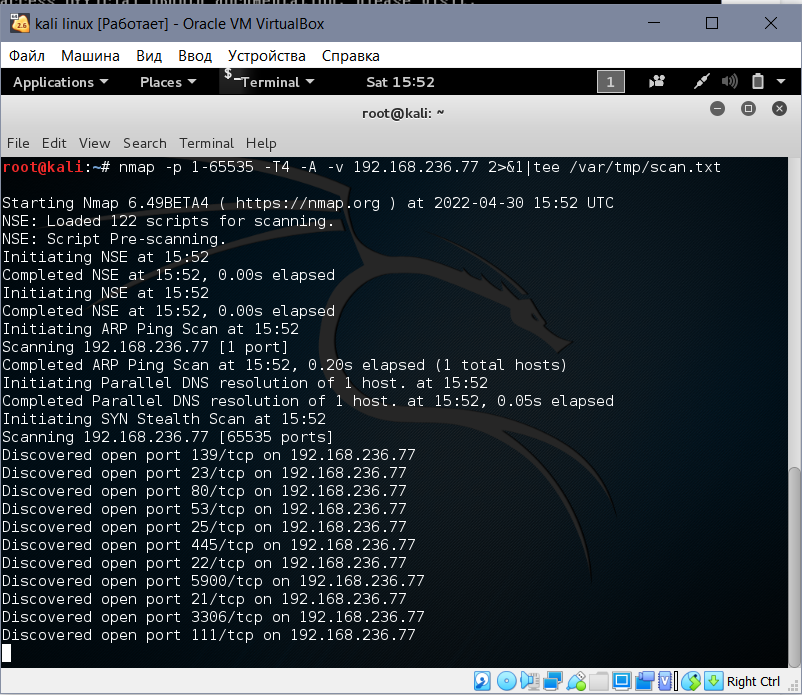 access official Ubuntu documentation, please visit:
kali linux [Работает] - Oracle VM VirtualBox
Файл Машина Вид Ввод Устройства Справка
Applications Places Terminal Sat 15:52 1
root@kali: ~
File Edit View Search Terminal Help
root@kali:~# nmap -p 1-65535 -T4 -A -v 192.168.236.77 2>&1|tee /var/tmp/scan.txt
Starting Nmap 6.49BETA4 ( https://nmap.org ) at 2022-04-30 15:52 UTC
NSE: Loaded 122 scripts for scanning.
NSE: Script Pre-scanning.
Initiating NSE at 15:52
Completed NSE at 15:52, 0.00s elapsed
Initiating NSE at 15:52
Completed NSE at 15:52, 0.00s elapsed
Initiating ARP Ping Scan at 15:52
Scanning 192.168.236.77 [1 port]
Completed ARP Ping Scan at 15:52, 0.20s elapsed (1 total hosts)
Initiating Parallel DNS resolution of 1 host. at 15:52
Completed Parallel DNS resolution of 1 host. at 15:52, 0.05s elapsed
Initiating SYN Stealth Scan at 15:52
Scanning 192.168.236.77 [65535 ports]
Discovered open port 139/tcp on 192.168.236.77
Discovered open port 23/tcp on 192.168.236.77
Discovered open port 80/tcp on 192.168.236.77
Discovered open port 53/tcp on 192.168.236.77
Discovered open port 25/tcp on 192.168.236.77
Discovered open port 445/tcp on 192.168.236.77
Discovered open port 22/tcp on 192.168.236.77
Discovered open port 5900/tcp on 192.168.236.77
Discovered open port 21/tcp on 192.168.236.77
Discovered open port 3306/tcp on 192.168.236.77
Discovered open port 111/tcp on 192.168.236.77
Right Ctrl